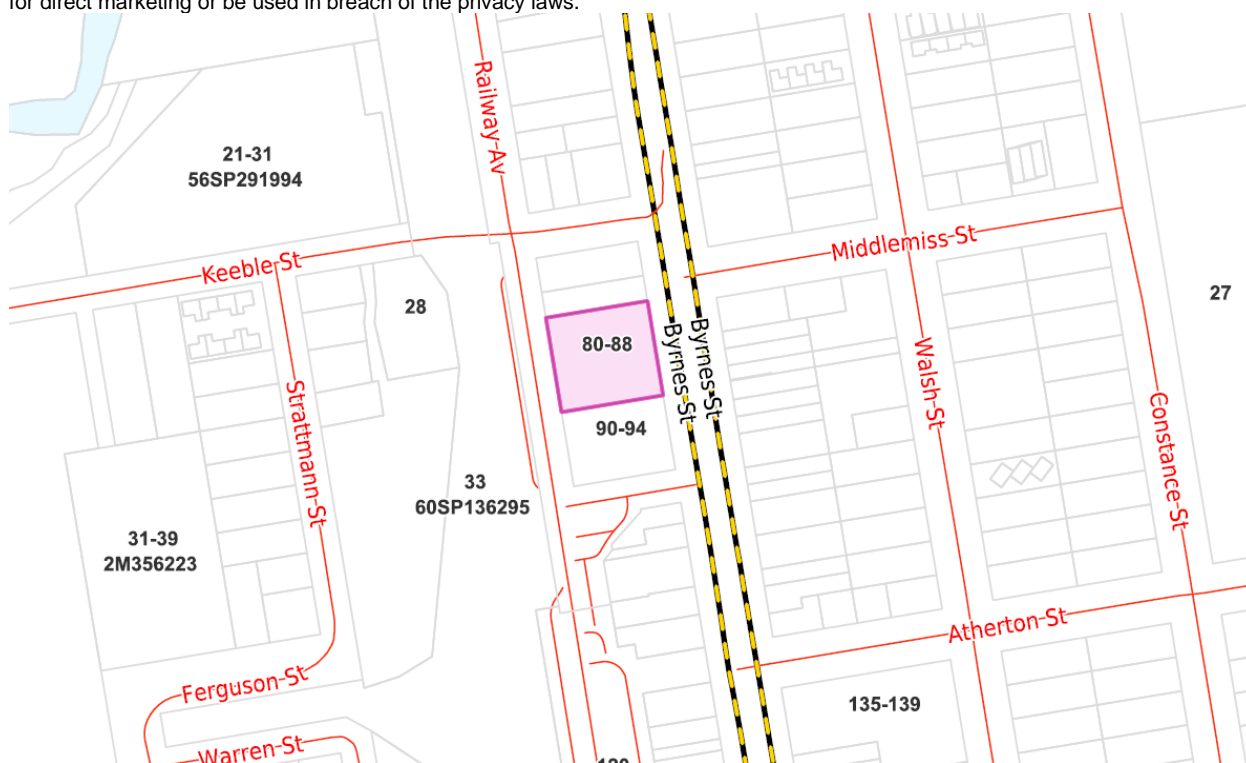 for direct marketing or be used in breach of the privacy laws.
Railway-Av
21-31
56SP291994
Keeble-St
Middlemiss-St
28
27
80-88
Byrnes-St
Byrnes-St
Walsh-St
Strattmann-St
Constance-St
90-94
33
60SP136295
31-39
2M356223
Atherton-St
Ferguson-St
135-139
Warren-St